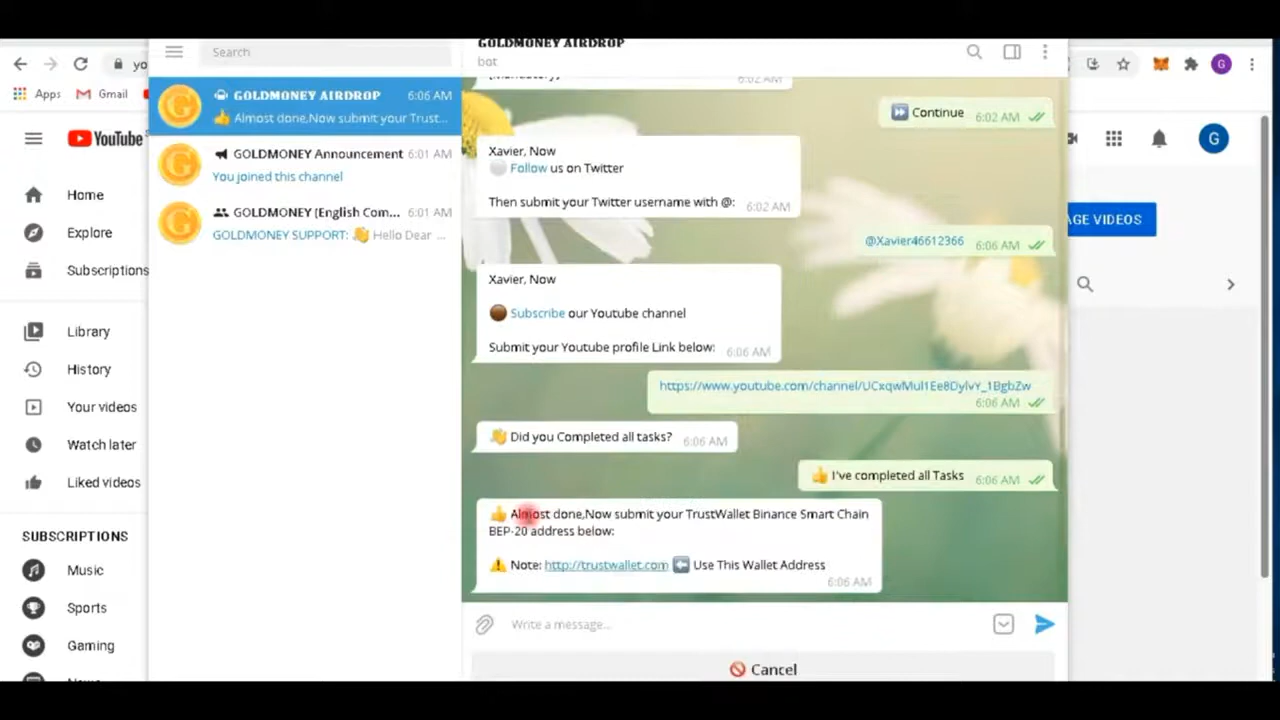 GOLDMONEY AIRDROP
Search
bot
yo
Apps
Gmail
GOLDMONEY AIRDROP 6:06 AM
👍 Almost done,Now submit your Trust...
6:02 AM
⏩ Continue 6:02 AM
YouTube
G
GOLDMONEY Announcement 6:01 AM
You joined this channel
Xavier, Now
Follow us on Twitter
Then submit your Twitter username with @: 6:02 AM
Home
GOLDMONEY (English Com... 6:01 AM
GOLDMONEY SUPPORT: 👋 Hello Dear ...
AGE VIDEOS
Explore
@Xavier46612366 6:06 AM
Subscriptions
Xavier, Now
🟤 Subscribe our Youtube channel
Submit your Youtube profile Link below: 6:06 AM
Library
History
https://www.youtube.com/channel/UCxqwMul1Ee8DylvY_1BgbZw
6:06 AM
Your videos
👋 Did you Completed all tasks? 6:06 AM
Watch later
👍 I've completed all Tasks 6:06 AM
Liked videos
👍 Almost done,Now submit your TrustWallet Binance Smart Chain
BEP-20 address below:
⚠️ Note: http://trustwallet.com ⬅️ Use This Wallet Address
6:06 AM
SUBSCRIPTIONS
Music
Sports
Gaming
Write a message...
🚫 Cancel